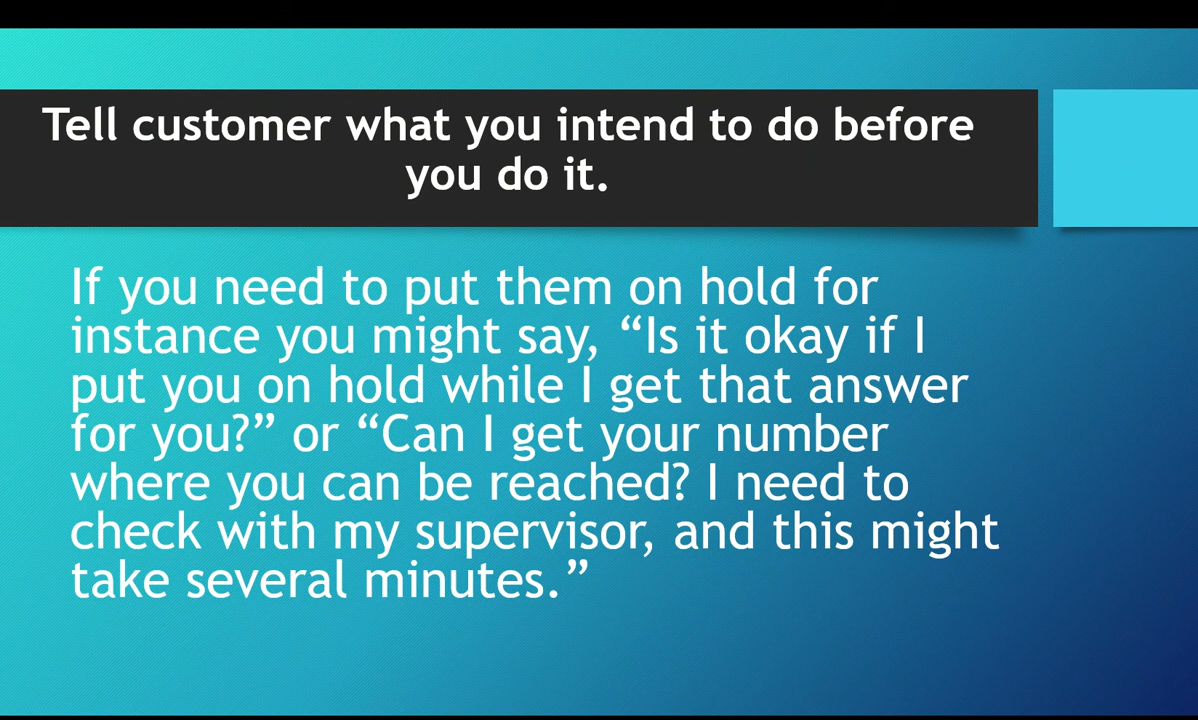 Tell customer what you intend to do before
you do it.
If you need to put them on hold for
instance you might say, “Is it okay if I
put you on hold while I get that answer
for you?” or “Can I get your number
where you can be reached? I need to
check with my supervisor, and this might
take several minutes.”